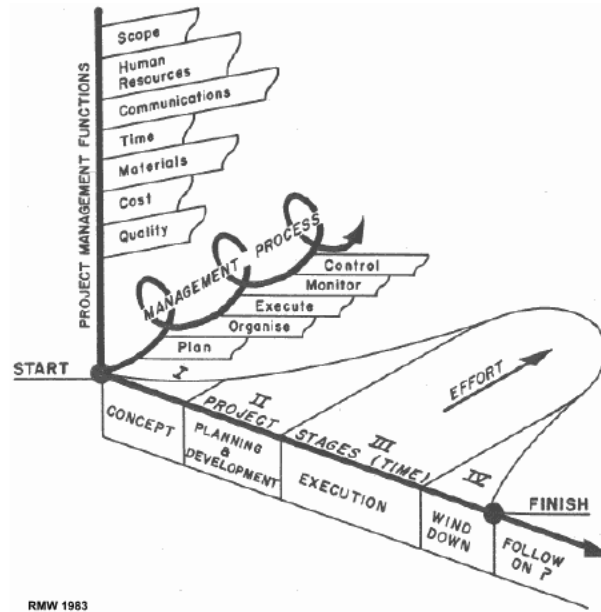 PROJECT MANAGEMENT FUNCTIONS
Scope
Human
Resources
Communications
Time
Materials
Cost
Quality
MANAGEMENT PROCESS
Control
Monitor
Execute
Organise
Plan
START
I
II
III
IV
PROJECT STAGES (TIME)
EFFORT
CONCEPT
PLANNING
&
DEVELOPMENT
EXECUTION
WIND
DOWN
FINISH
FOLLOW
ON ?
RMW 1983